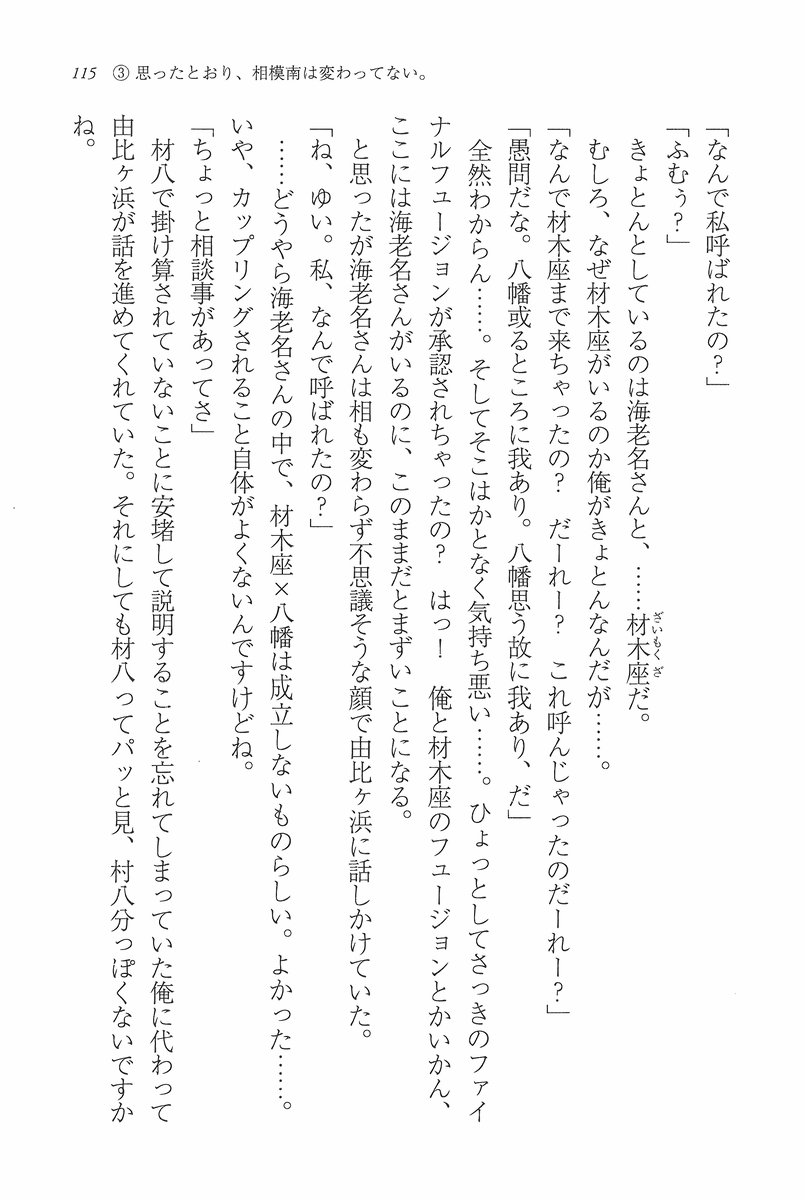 115 ③ 思ったとおり、相模南は変わってない。
「なんで私呼ばれたの?」
「ふむぅ?」
きょとんとしているのは海老名さんと、……材木座だ。
ざいもくざ
むしろ、なぜ材木座がいるのか俺がきょとんなんだが……。
「なんで材木座まで来ちゃったの? だーれー? これ呼んじゃったのだーれー?」
「愚問だな。八幡或るところに我あり。八幡思う故に我あり、だ」
全然わからん……。そしてそこはかとなく気持ち悪い……。ひょっとしてさっきのファイ
ナルフュージョンが承認されちゃったの? はっ! 俺と材木座のフュージョンとかいかん、
ここには海老名さんがいるのに、このままだとまずいことになる。
と思ったが海老名さんは相も変わらず不思議そうな顔で由比ヶ浜に話しかけていた。
「ね、ゆい。私、なんで呼ばれたの?」
……どうやら海老名さんの中で、材木座×八幡は成立しないものらしい。よかった……。
いや、カップリングされること自体がよくないんですけどね。
「ちょっと相談事があってさ」
材八で掛け算されていないことに安堵して説明することを忘れてしまっていた俺に代わって
由比ヶ浜が話を進めてくれていた。それにしても材八ってパッと見、村八分っぽくないですか
ね。